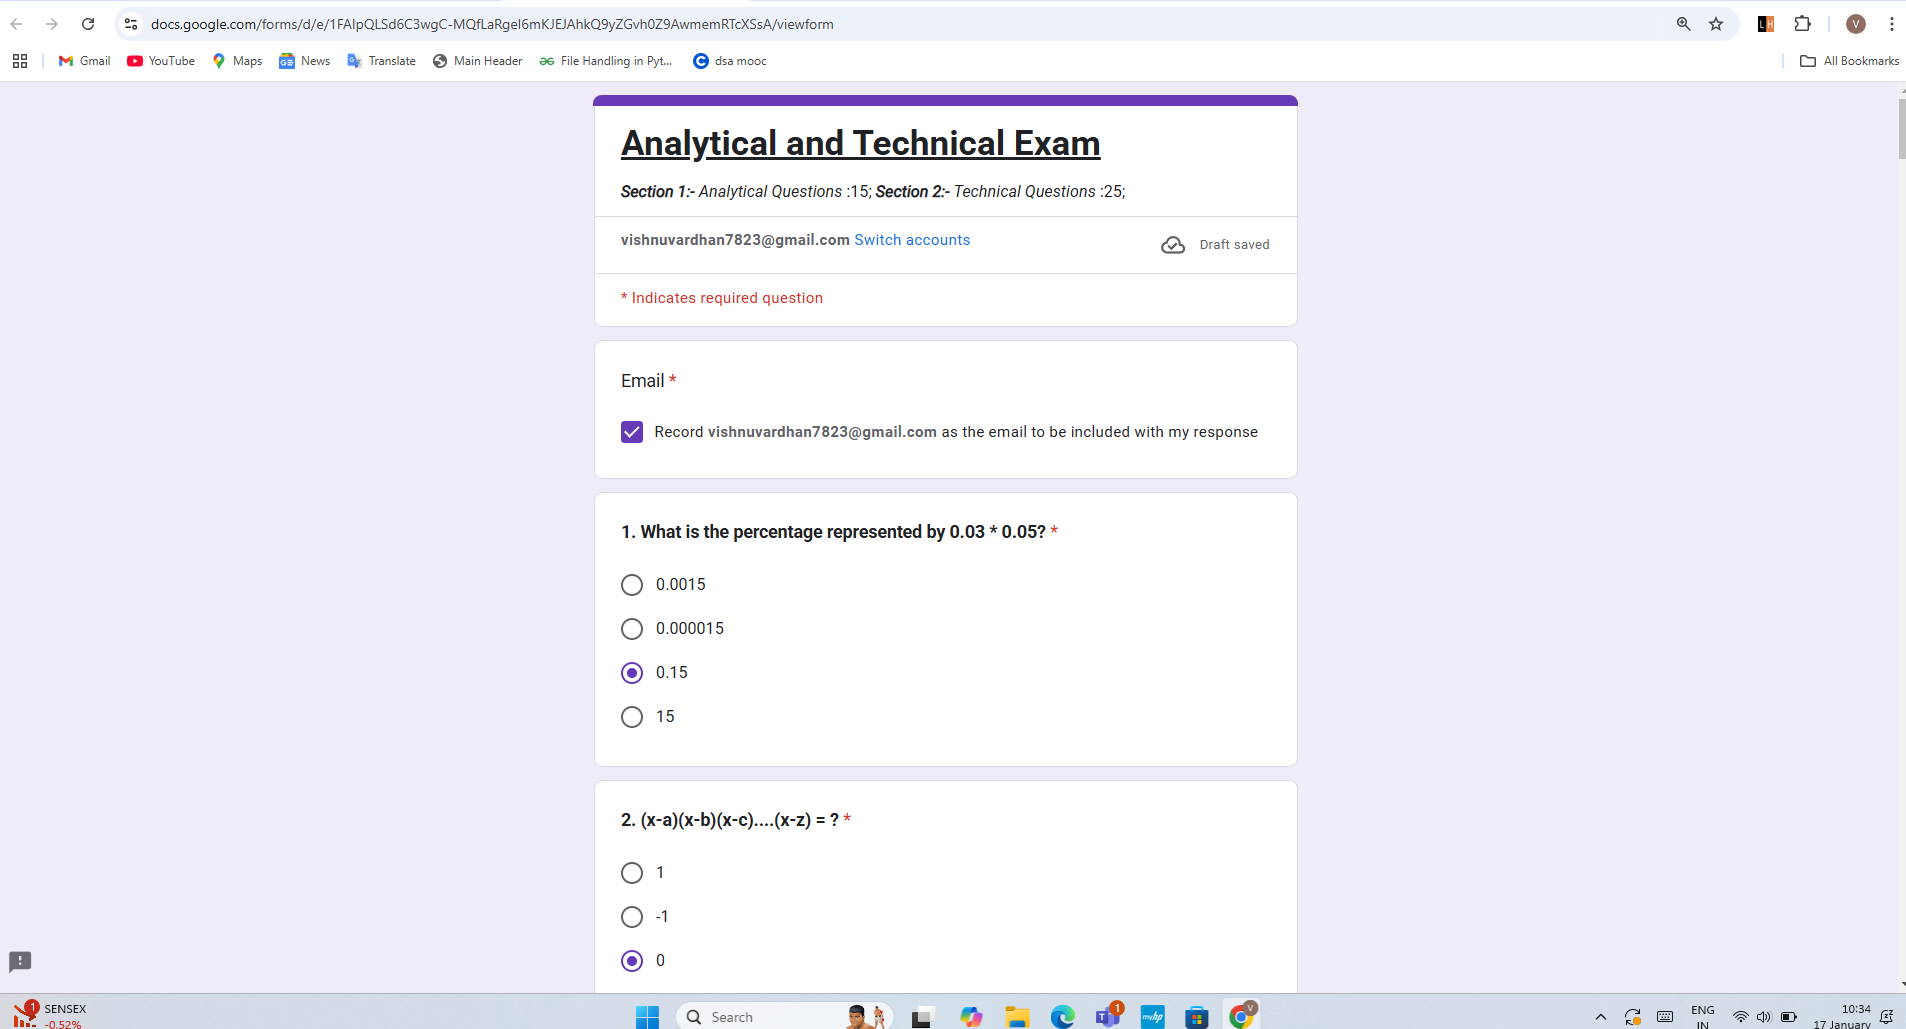 docs.google.com/forms/d/e/1FAIpQLSd6C3wgC-MQfLaRgeI6mKJEJAhkQ9yZGvh0Z9AwmemRTcXSsA/viewform
Gmail YouTube Maps News Translate Main Header File Handling in Pyt... dsa mooc All Bookmarks
Analytical and Technical Exam
Section 1:- Analytical Questions :15; Section 2:- Technical Questions :25;
vishnuvardhan7823@gmail.com Switch accounts Draft saved
* Indicates required question
Email *
Record vishnuvardhan7823@gmail.com as the email to be included with my response
1. What is the percentage represented by 0.03 * 0.05? *
0.0015
0.000015
0.15
15
2. (x-a)(x-b)(x-c)....(x-z) = ? *
1
-1
0
SENSEX
-0.52%
Search
ENG
IN
10:34
17 January